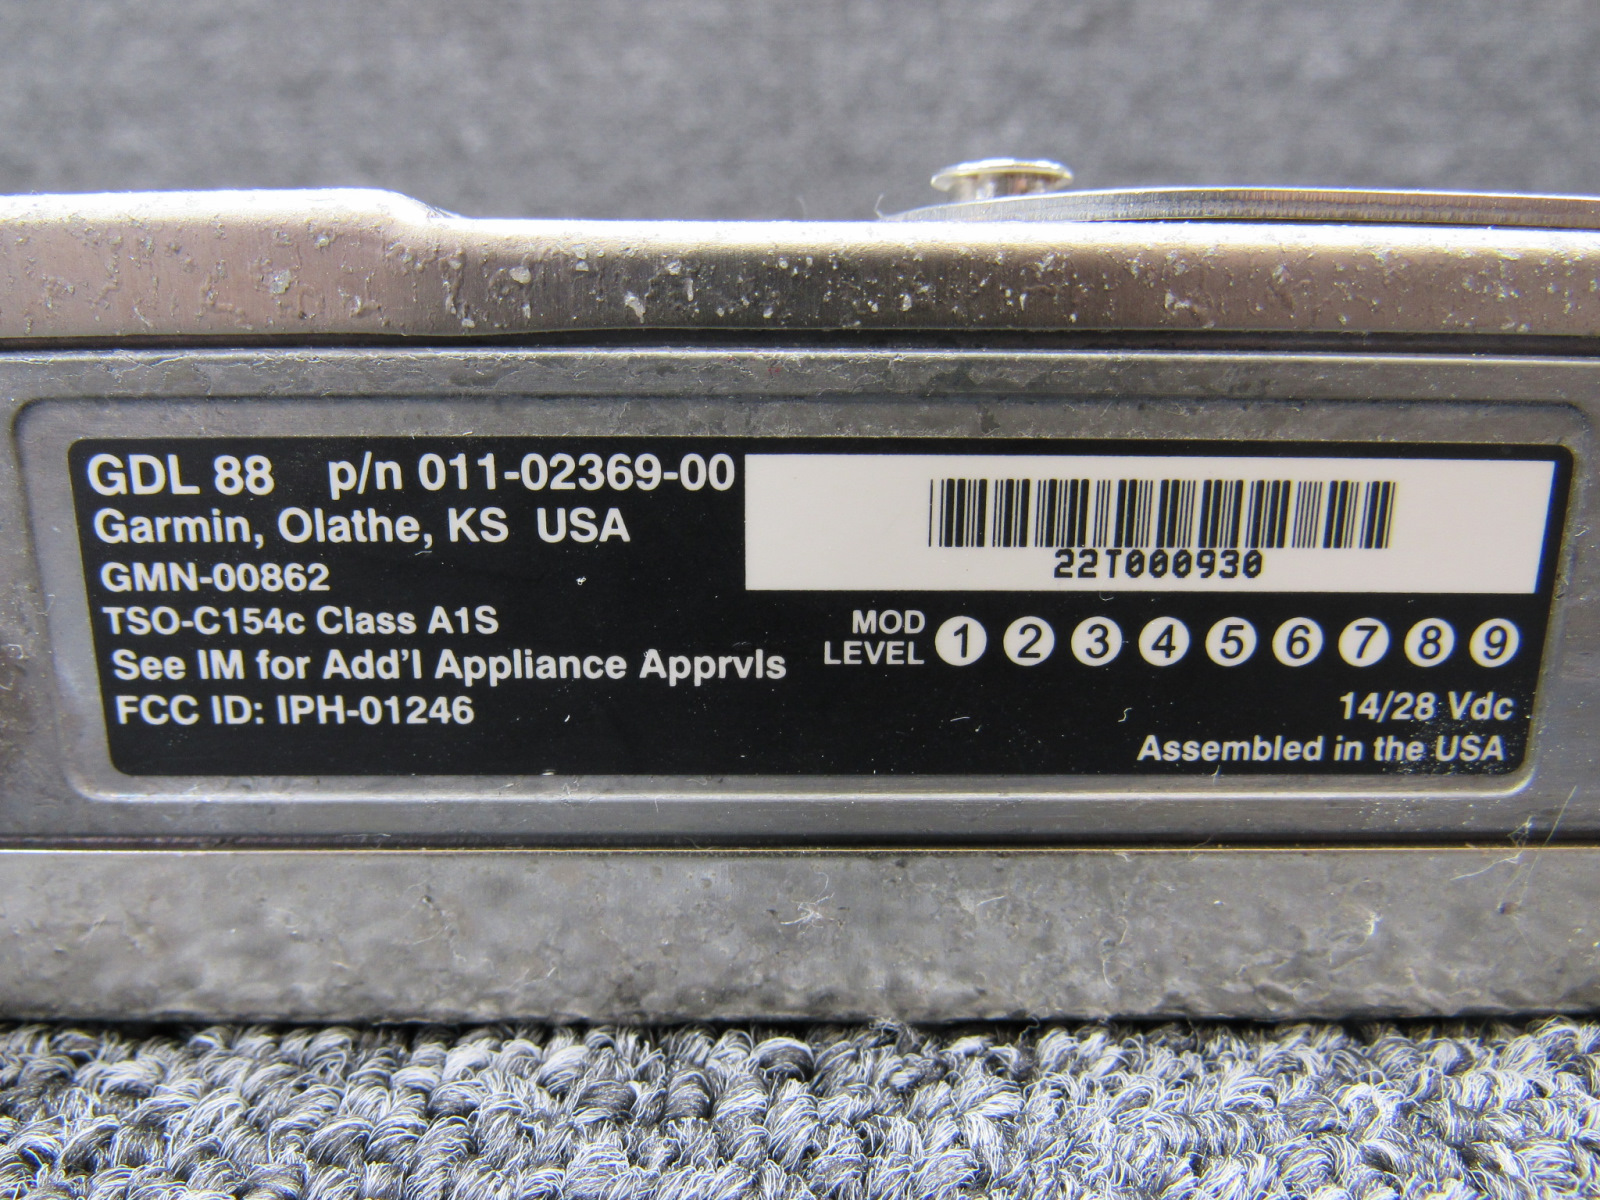 GDL 88 p/n 011-02369-00
Garmin, Olathe, KS USA
GMN-00862
TSO-C154c Class A1S
See IM for Add'l Appliance Apprvls
FCC ID: IPH-01246
22T000930
MOD LEVEL 1 2 3 4 5 6 7 8 9
14/28 Vdc
Assembled in the USA